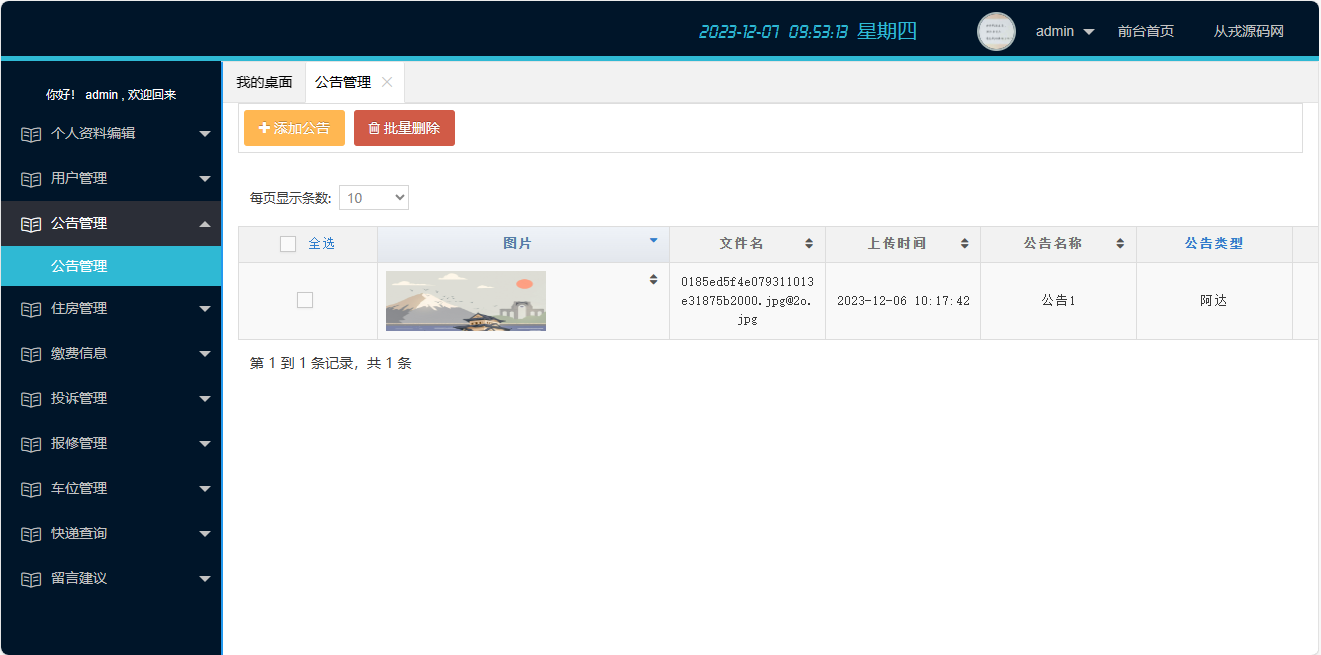 2023-12-07 09:53:13 星期四
admin
前台首页
从戎源码网
你好! admin , 欢迎回来
个人资料编辑
用户管理
公告管理
公告管理
住房管理
缴费信息
投诉管理
报修管理
车位管理
快递查询
留言建议
我的桌面
公告管理
添加公告
批量删除
每页显示条数: 10
全选 图片 文件名 上传时间 公告名称 公告类型
0185ed5f4e079311013
e31875b2000.jpg@2o.
jpg
2023-12-06 10:17:42
公告1
阿达
第 1 到 1 条记录，共 1 条